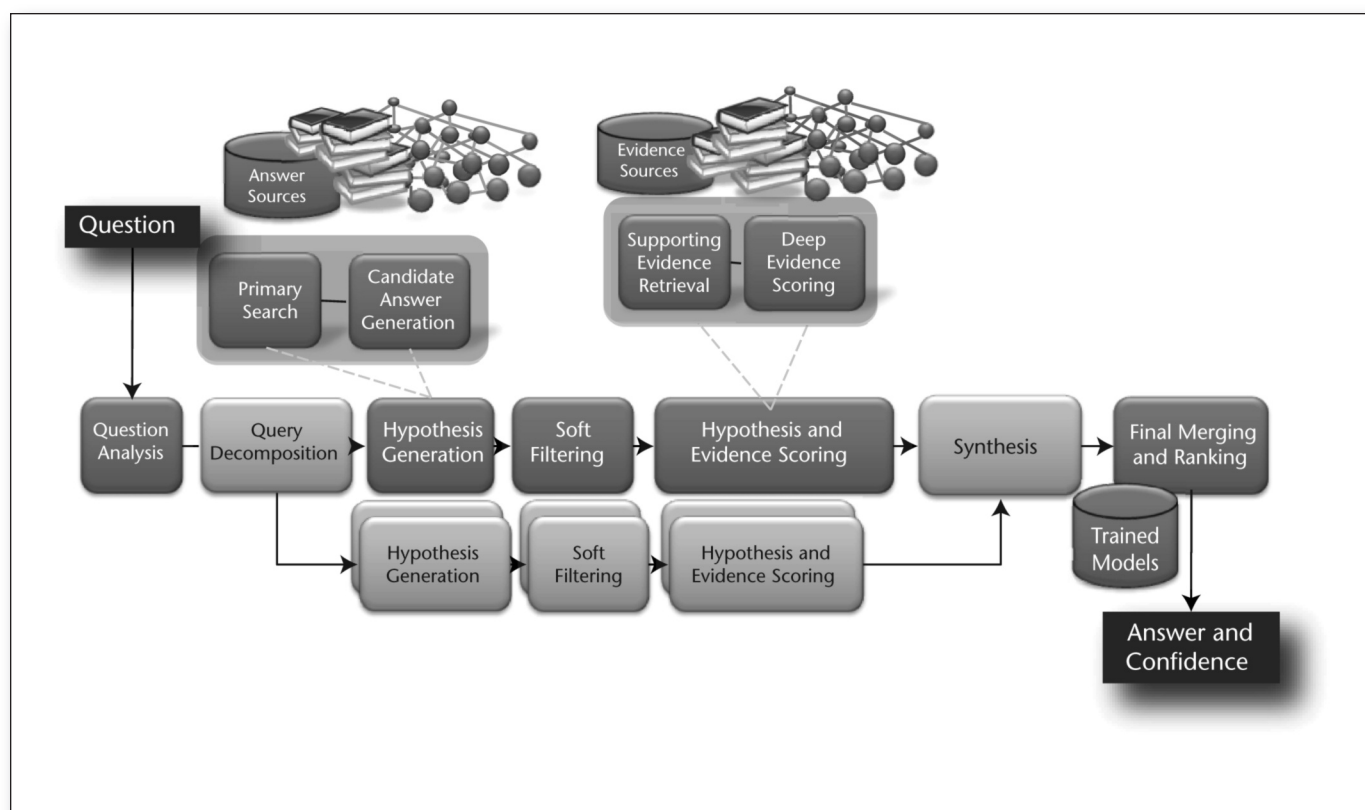 Answer
Sources
Evidence
Sources
Question
Primary
Search
Candidate
Answer
Generation
Supporting
Evidence
Retrieval
Deep
Evidence
Scoring
Question
Analysis
Query
Decomposition
Hypothesis
Generation
Soft
Filtering
Hypothesis and
Evidence Scoring
Synthesis
Final Merging
and Ranking
Hypothesis
Generation
Soft
Filtering
Hypothesis and
Evidence Scoring
Trained
Models
Answer and
Confidence